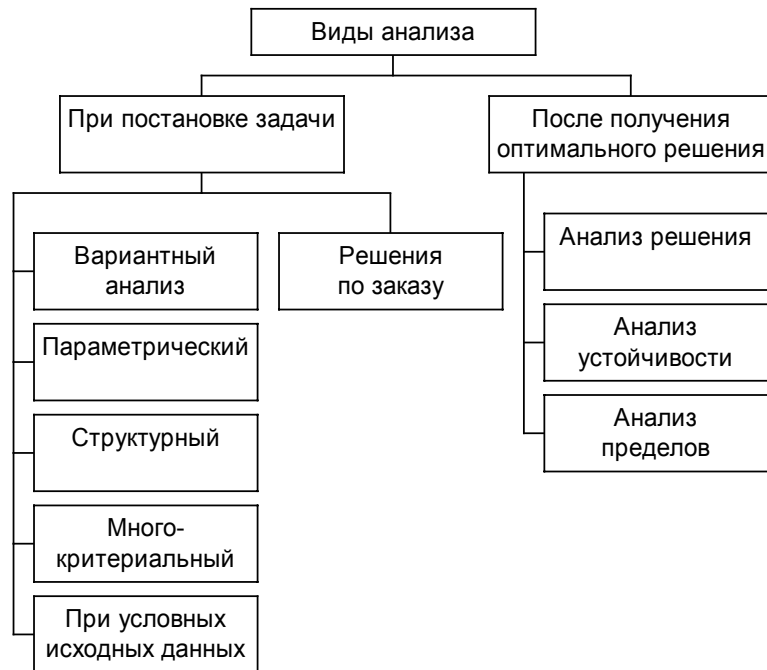 Виды анализа
При постановке задачи
После получения
оптимального решения
Вариантный
анализ
Решения
по заказу
Параметрический
Структурный
Много-
критериальный
При условных
исходных данных
Анализ решения
Анализ
устойчивости
Анализ
пределов